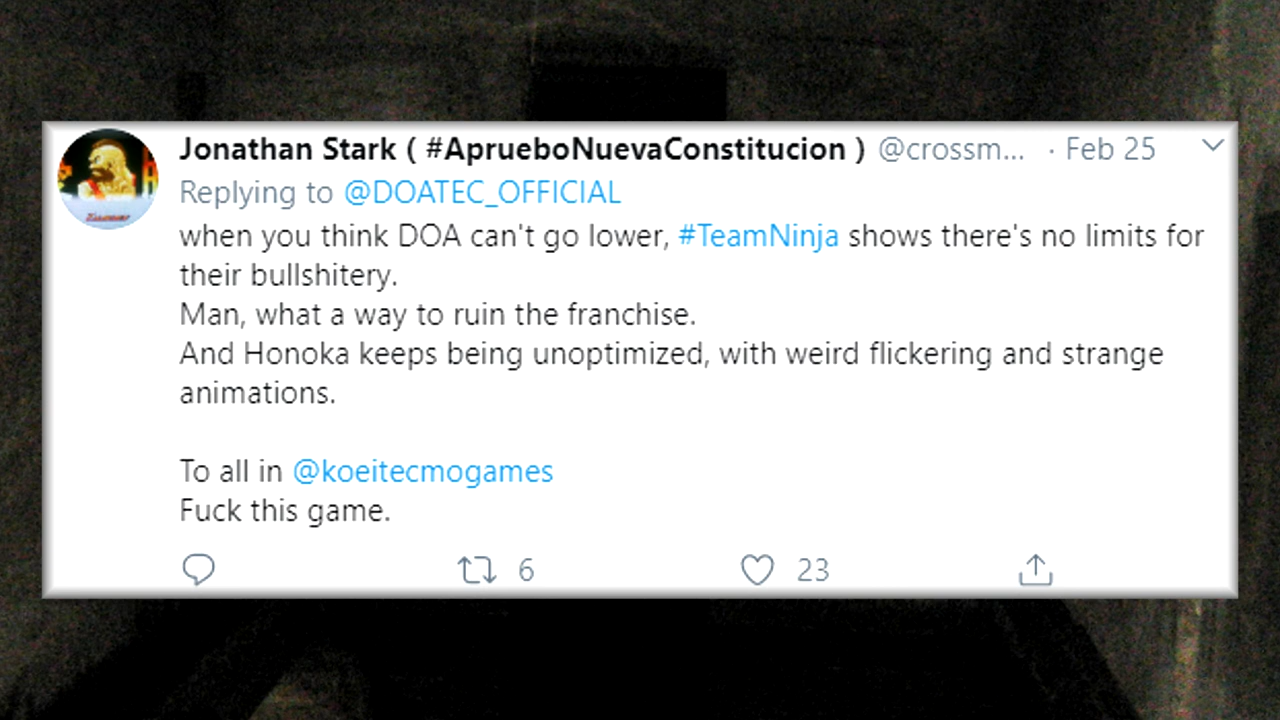 Jonathan Stark ( #AprueboNuevaConstitucion ) @crossm... · Feb 25
Replying to @DOATEC_OFFICIAL
when you think DOA can't go lower, #TeamNinja shows there's no limits for
their bullshitery.
Man, what a way to ruin the franchise.
And Honoka keeps being unoptimized, with weird flickering and strange
animations.
To all in @koeitecmogames
Fuck this game.
6 23